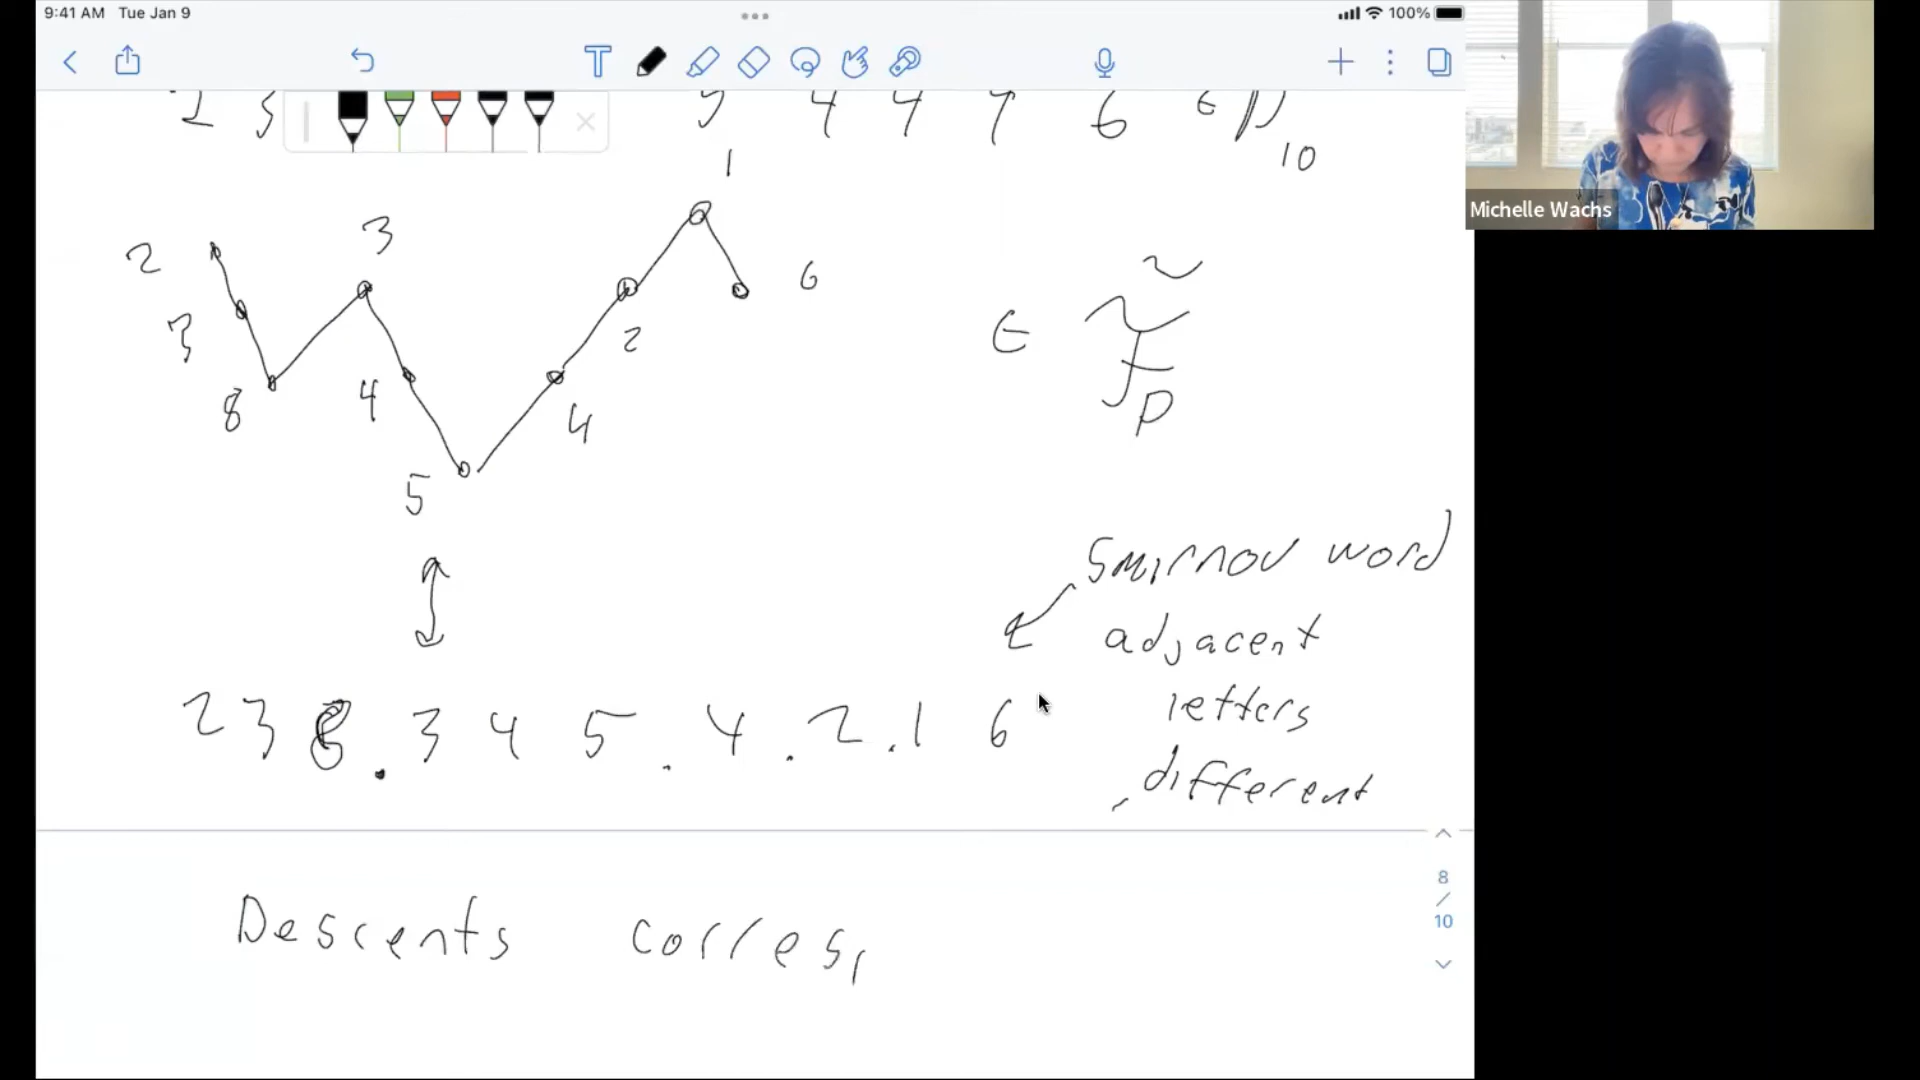 9:41 AM Tue Jan 9
100%
Michelle Wachs
4 4 7 6 ∈
10
1
2 3 6
3 2
8 4 4
5
∈ F̃̃
P
Smirnov word
adjacent
letters
different
2 3 8 . 3 4 5 . 4 . 2 . 1 6
8
/
10
Descents corres